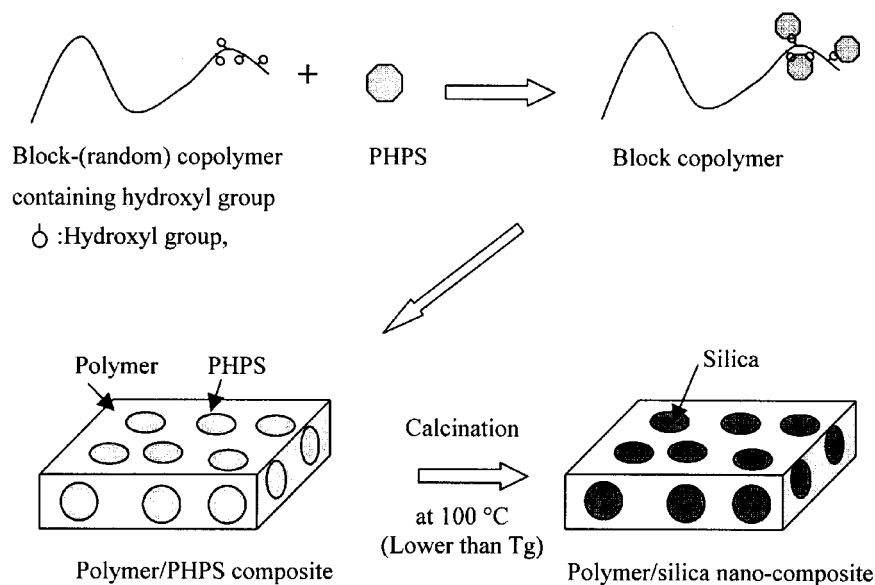 +
Block-(random) copolymer
containing hydroxyl group
:Hydroxyl group,
PHPS
Block copolymer
Polymer
PHPS
Calcination
at 100 °C
(Lower than Tg)
Silica
Polymer/PHPS composite
Polymer/silica nano-composite